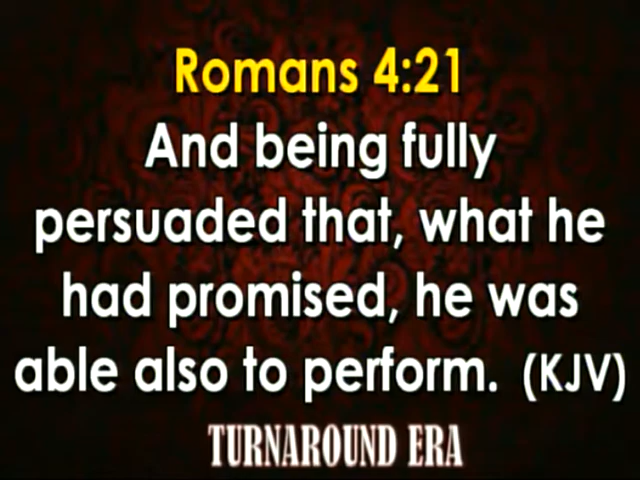 Romans 4:21
And being fully
persuaded that, what he
had promised, he was
able also to perform. (KJV)
TURNAROUND ERA